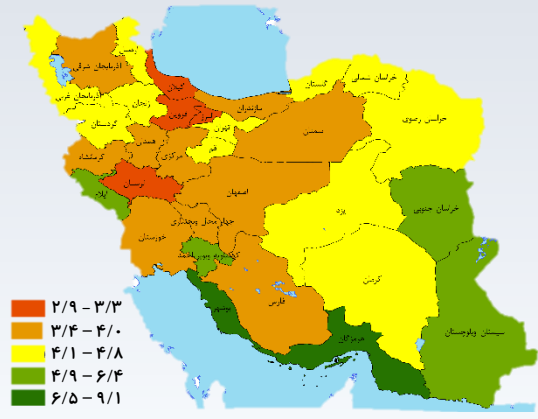 اردبیل
آذربایجان شرقی
آذربایجان غربی
گیلان
زنجان
قزوین
البرز
مازندران
گلستان
خراسان شمالی
خراسان رضوی
کردستان
تهران
سمنان
همدان
قم
مرکزی
کرمانشاه
لرستان
ایلام
اصفهان
خراسان جنوبی
یزد
چهار محل وبختیاری
خوزستان
کهگیلویه وبویراحمد
کرمان
فارس
بوشهر
سیستان وبلوچستان
هرمزگان
۲/۹ – ۳/۳
۳/۴ – ۴/۰
۴/۱ – ۴/۸
۴/۹ – ۶/۴
۶/۵ – ۹/۱